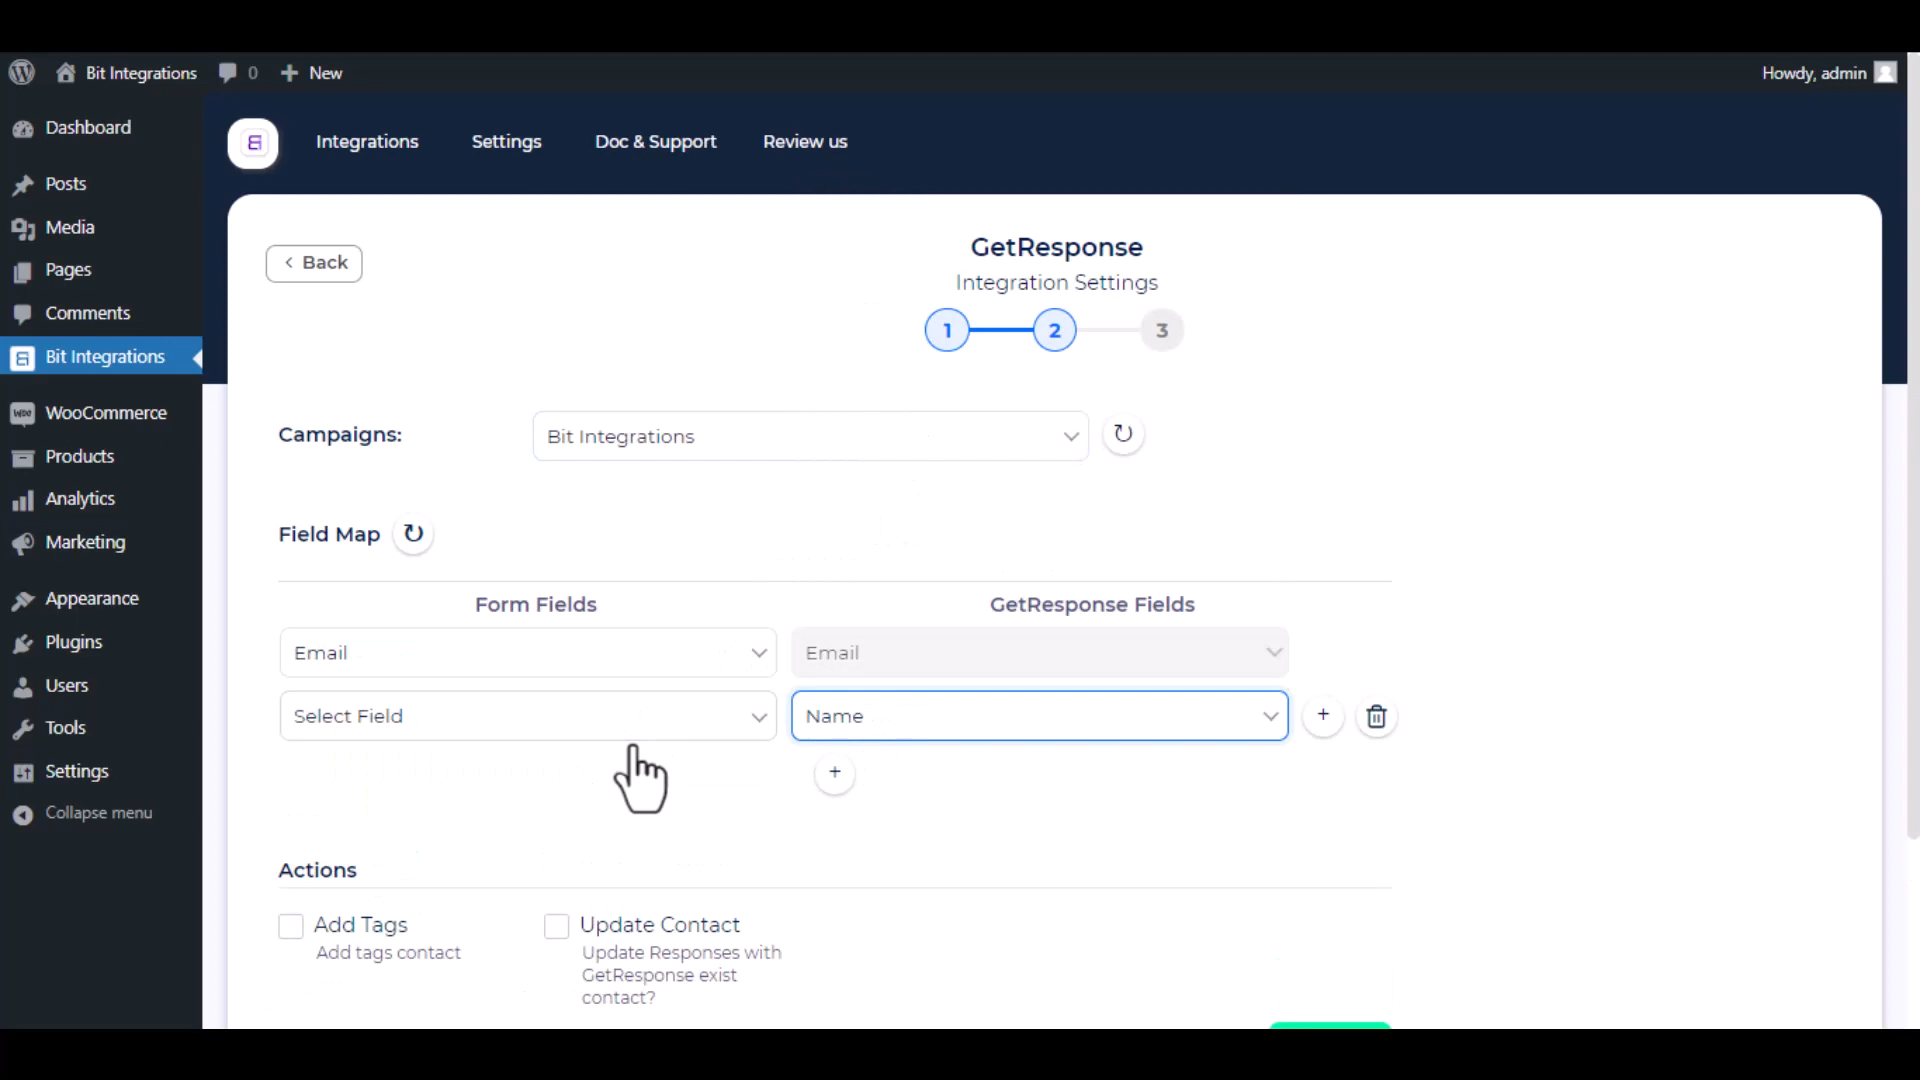 Bit Integrations
0
New
Howdy, admin
Dashboard
Posts
Media
Pages
Comments
Bit Integrations
WooCommerce
Products
Analytics
Marketing
Appearance
Plugins
Users
Tools
Settings
Collapse menu
Integrations
Settings
Doc & Support
Review us
Back
GetResponse
Integration Settings
1
2
3
Campaigns:
Bit Integrations
Field Map
Form Fields
GetResponse Fields
Email
Email
Select Field
Name
+
+
Actions
Add Tags
Add tags contact
Update Contact
Update Responses with
GetResponse exist
contact?